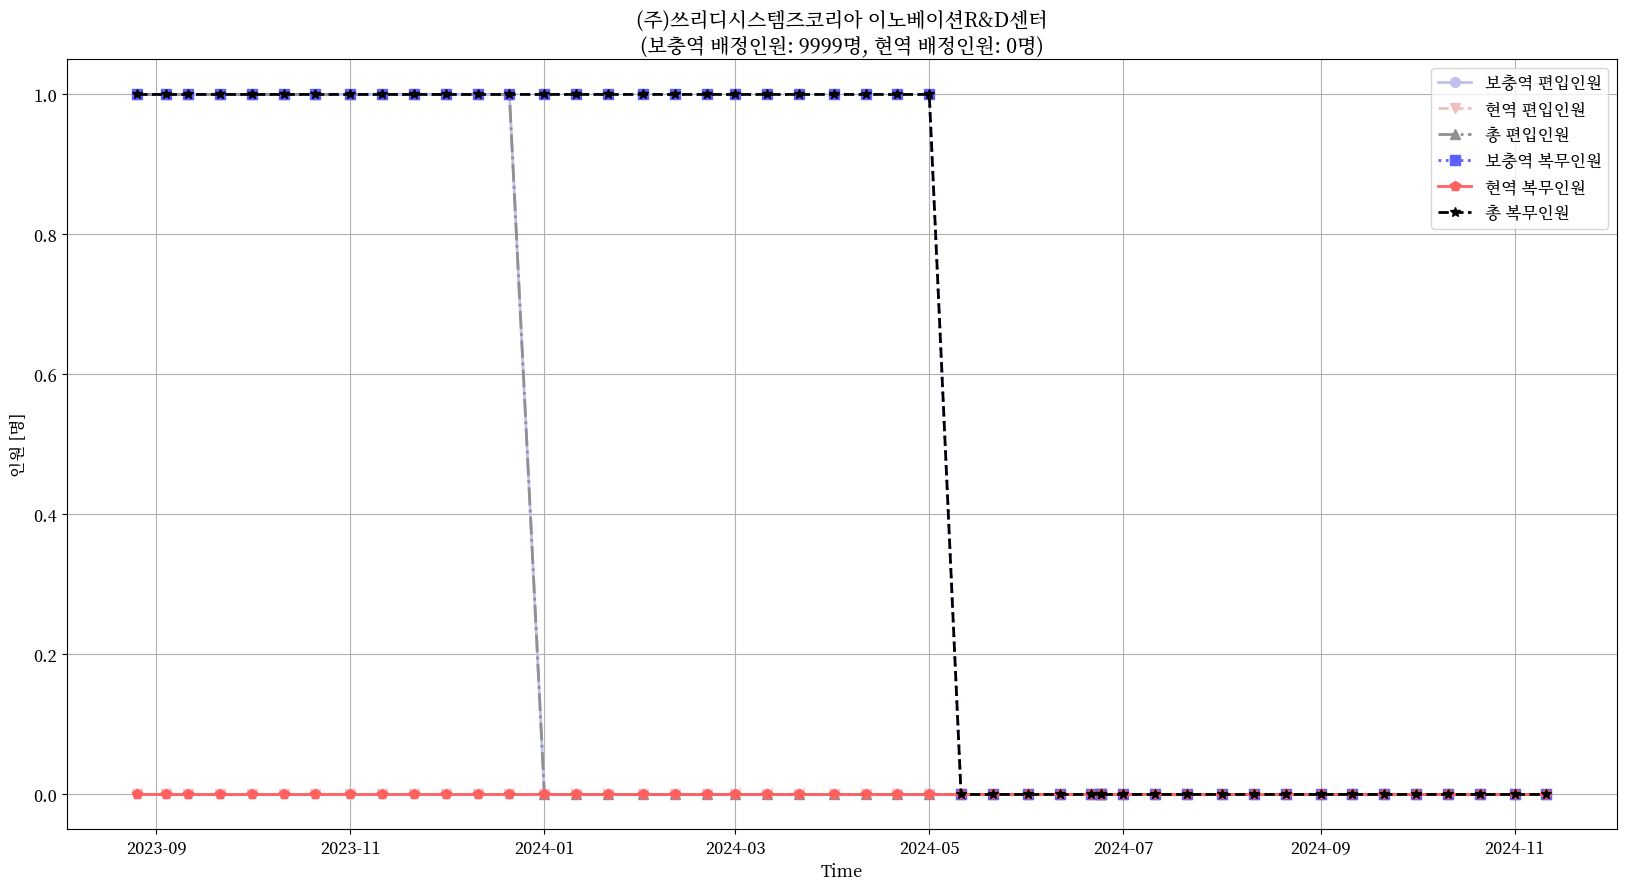 (주)쓰리디시스템즈코리아 이노베이션R&D센터
(보충역 배정인원: 9999명, 현역 배정인원: 0명)
보충역 편입인원
현역 편입인원
총 편입인원
보충역 복무인원
현역 복무인원
총 복무인원
인원 [명]
1.0
0.8
0.6
0.4
0.2
0.0
2023-09
2023-11
2024-01
2024-03
2024-05
2024-07
2024-09
2024-11
Time